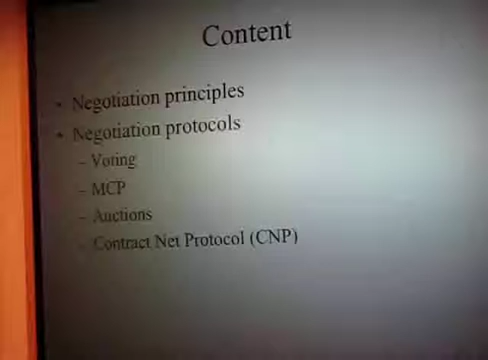 Content
• Negotiation principles
• Negotiation protocols
– Voting
– MCP
– Auctions
– Contract Net Protocol (CNP)